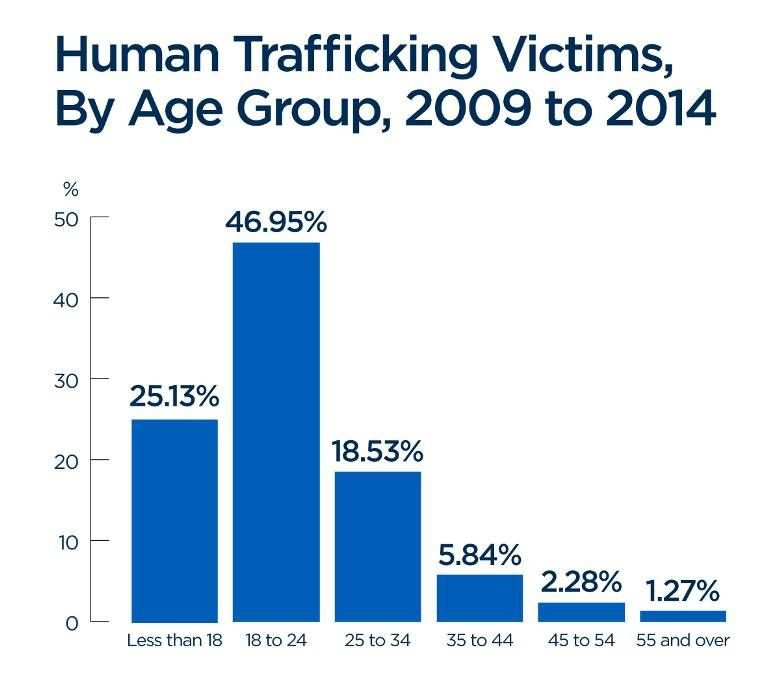 Human Trafficking Victims,
By Age Group, 2009 to 2014
%
50
40
30
20
10
0
25.13%
46.95%
18.53%
5.84%
2.28%
1.27%
Less than 18
18 to 24
25 to 34
35 to 44
45 to 54
55 and over